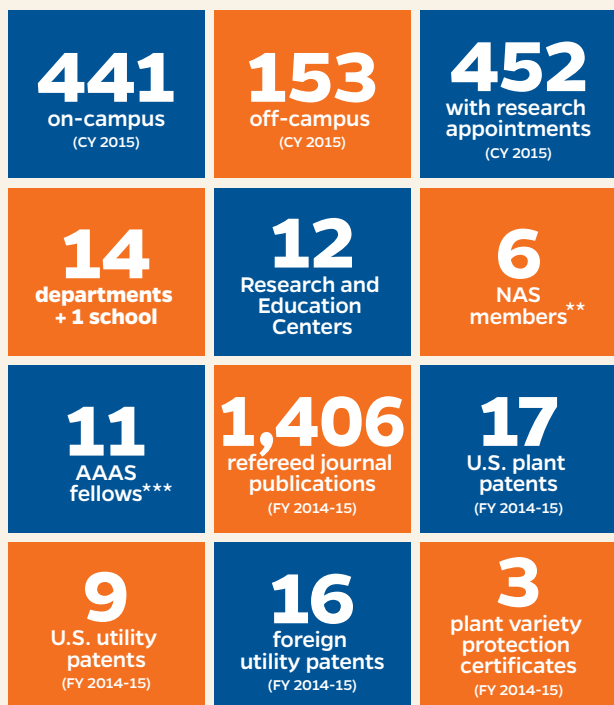 441
on-campus
(CY 2015)
153
off-campus
(CY 2015)
452
with research
appointments
(CY 2015)
14
departments
+ 1 school
12
Research and
Education
Centers
6
NAS
members**
11
AAAS
fellows***
1,406
refereed journal
publications
(FY 2014-15)
17
U.S. plant
patents
(FY 2014-15)
9
U.S. utility
patents
(FY 2014-15)
16
foreign
utility patents
(FY 2014-15)
3
plant variety
protection
certificates
(FY 2014-15)